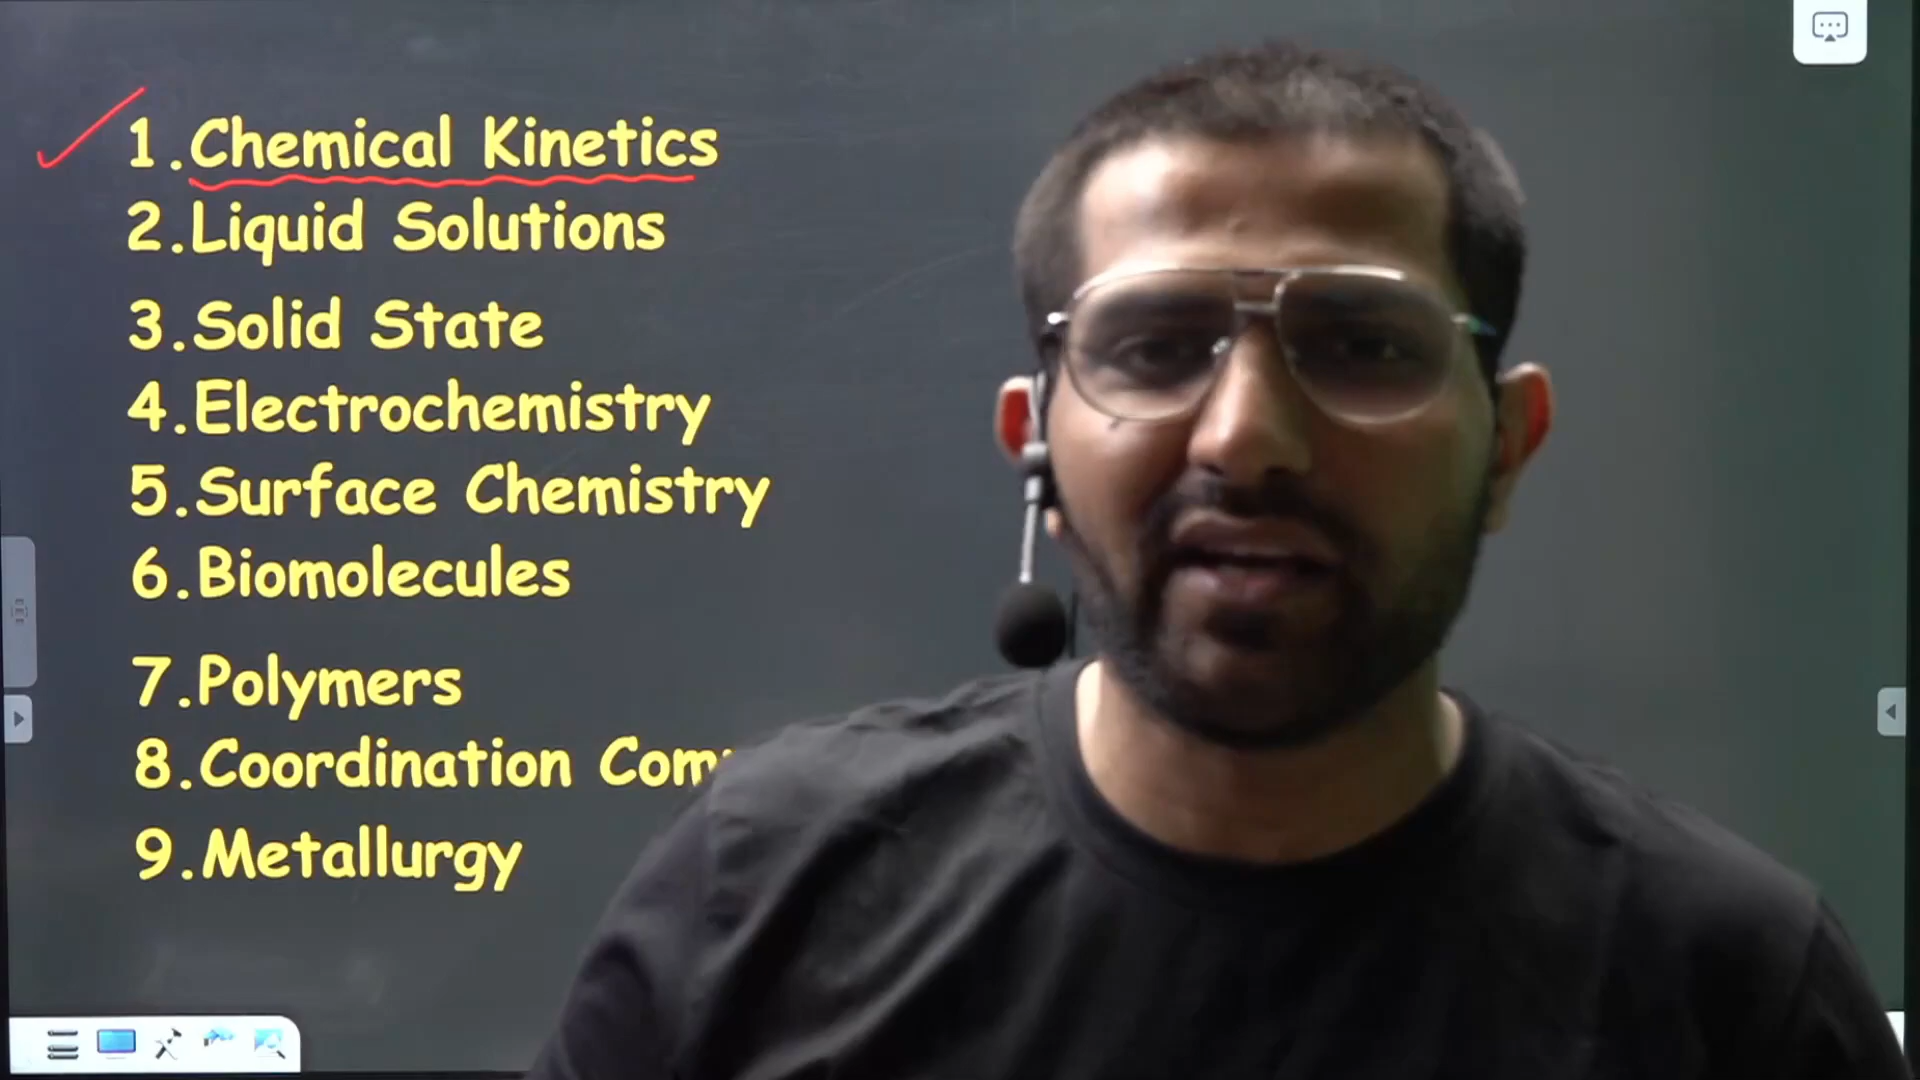 1. Chemical Kinetics
2. Liquid Solutions
3. Solid State
4. Electrochemistry
5. Surface Chemistry
6. Biomolecules
7. Polymers
8. Coordination
9. Metallurgy